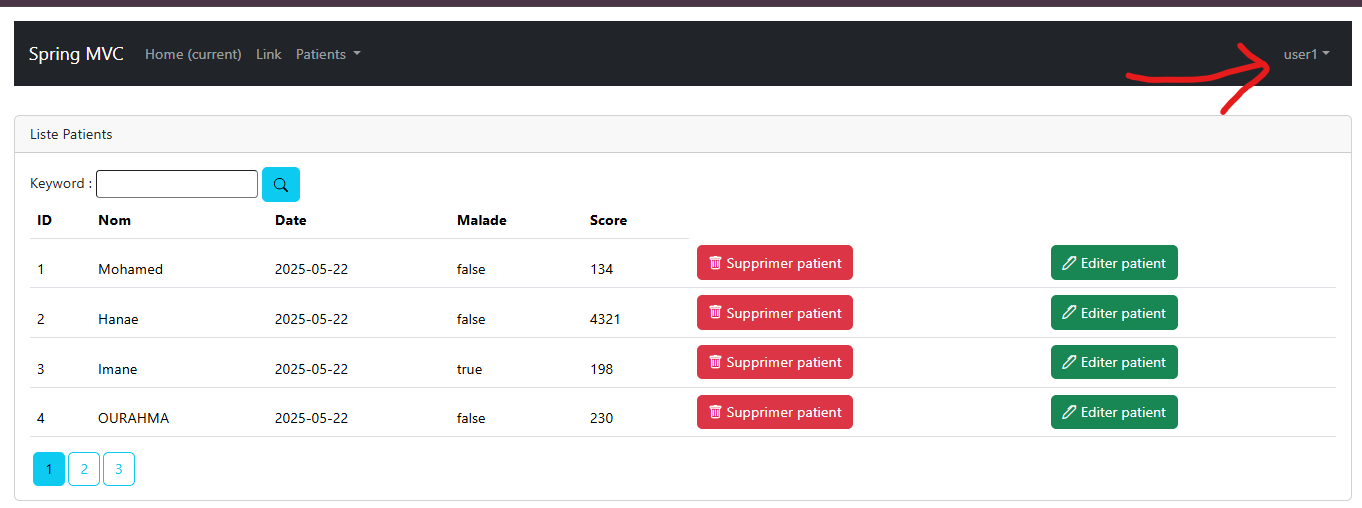 Spring MVC Home (current) Link Patients user1
Liste Patients
Keyword :
ID Nom Date Malade Score
1 Mohamed 2025-05-22 false 134 Supprimer patient Editer patient
2 Hanae 2025-05-22 false 4321 Supprimer patient Editer patient
3 Imane 2025-05-22 true 198 Supprimer patient Editer patient
4 OURAHMA 2025-05-22 false 230 Supprimer patient Editer patient
1 2 3